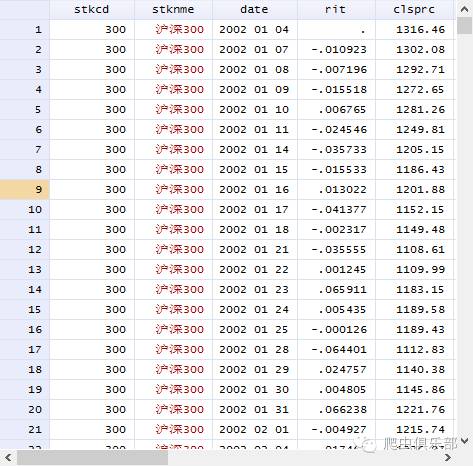 stkcd stknme date rit clsprc
1 300 沪深300 2002 01 04 . 1316.46
2 300 沪深300 2002 01 07 -.010923 1302.08
3 300 沪深300 2002 01 08 -.007196 1292.71
4 300 沪深300 2002 01 09 -.015518 1272.65
5 300 沪深300 2002 01 10 .006765 1281.26
6 300 沪深300 2002 01 11 -.024546 1249.81
7 300 沪深300 2002 01 14 -.035733 1205.15
8 300 沪深300 2002 01 15 -.015533 1186.43
9 300 沪深300 2002 01 16 .013022 1201.88
10 300 沪深300 2002 01 17 -.041377 1152.15
11 300 沪深300 2002 01 18 -.002317 1149.48
12 300 沪深300 2002 01 21 -.035555 1108.61
13 300 沪深300 2002 01 22 .001245 1109.99
14 300 沪深300 2002 01 23 .065911 1183.15
15 300 沪深300 2002 01 24 .005435 1189.58
16 300 沪深300 2002 01 25 -.000126 1189.43
17 300 沪深300 2002 01 28 -.064401 1112.83
18 300 沪深300 2002 01 29 .024757 1140.38
19 300 沪深300 2002 01 30 .004805 1145.86
20 300 沪深300 2002 01 31 .066238 1221.76
21 300 沪深300 2002 02 01 -.004927 1215.74
爬虫俱乐部